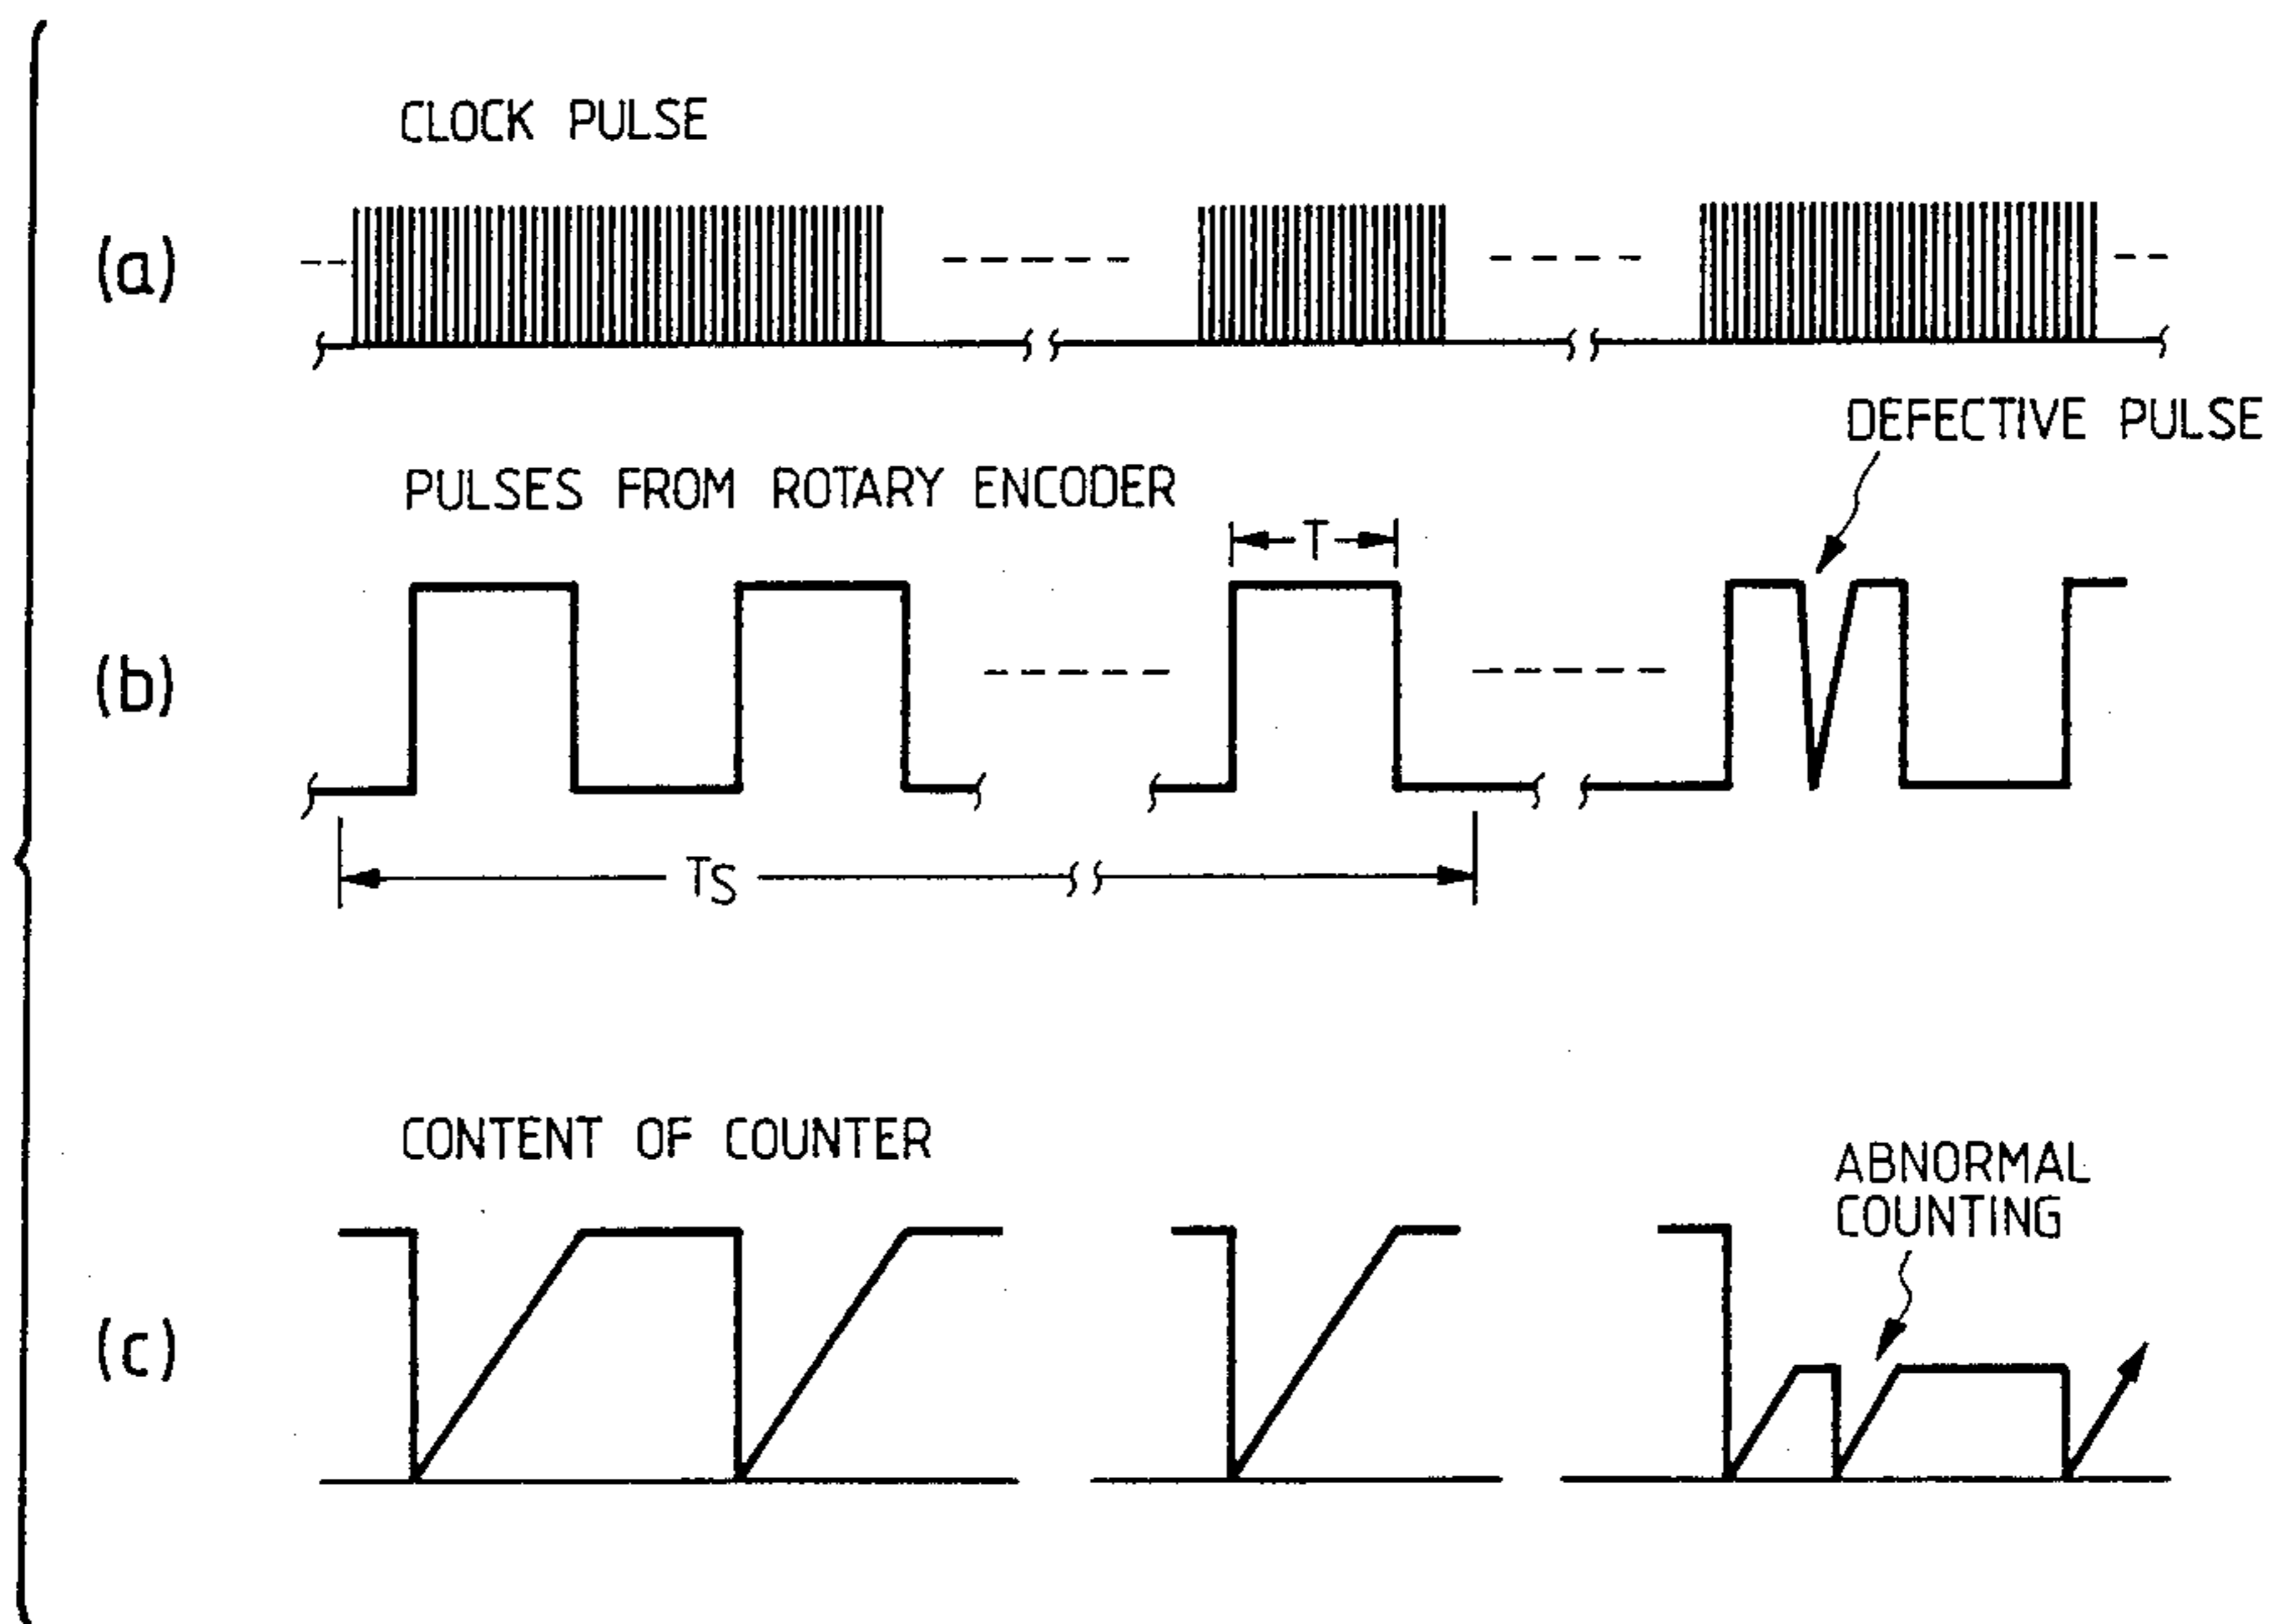 CLOCK PULSE
(a)
DEFECTIVE PULSE
PULSES FROM ROTARY ENCODER
T
(b)
TS
CONTENT OF COUNTER
ABNORMAL
COUNTING
(c)